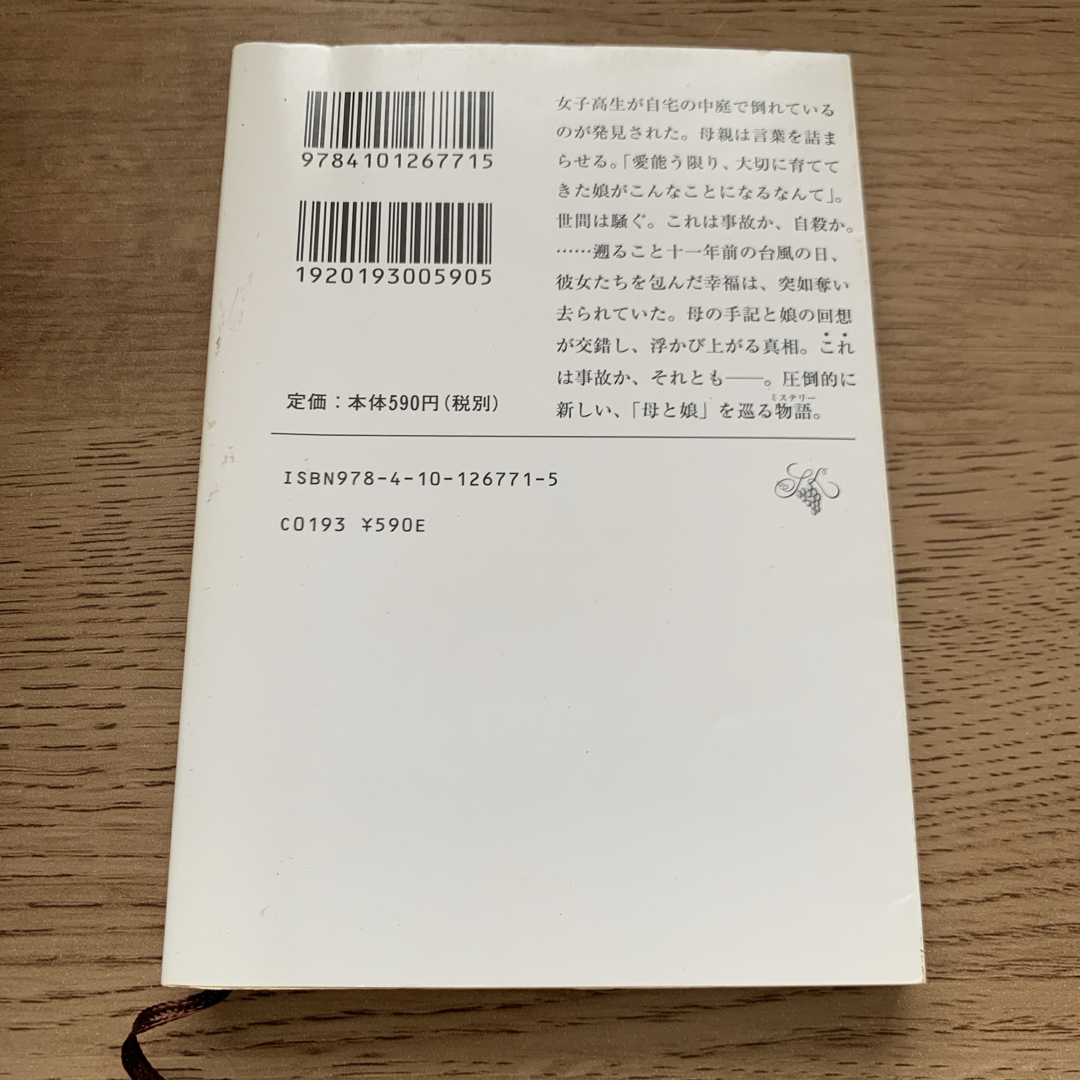 9784101267715
1920193005905
定価：本体590円（税別）
女子高生が自宅の中庭で倒れている
のが発見された。母親は言葉を詰ま
らせる。「愛能う限り、大切に育てて
きた娘がこんなことになるなんて」。
世間は騒ぐ。これは事故か、自殺か。
……遡ること十一年前の台風の日、
彼女たちを包んだ幸福は、突如奪い
去られていた。母の手記と娘の回想
が交錯し、浮かび上がる真相。これ
は事故か、それとも――。圧倒的に
ミステリー
新しい、「母と娘」を巡る物語。
ISBN978-4-10-126771-5
C0193 ¥590E